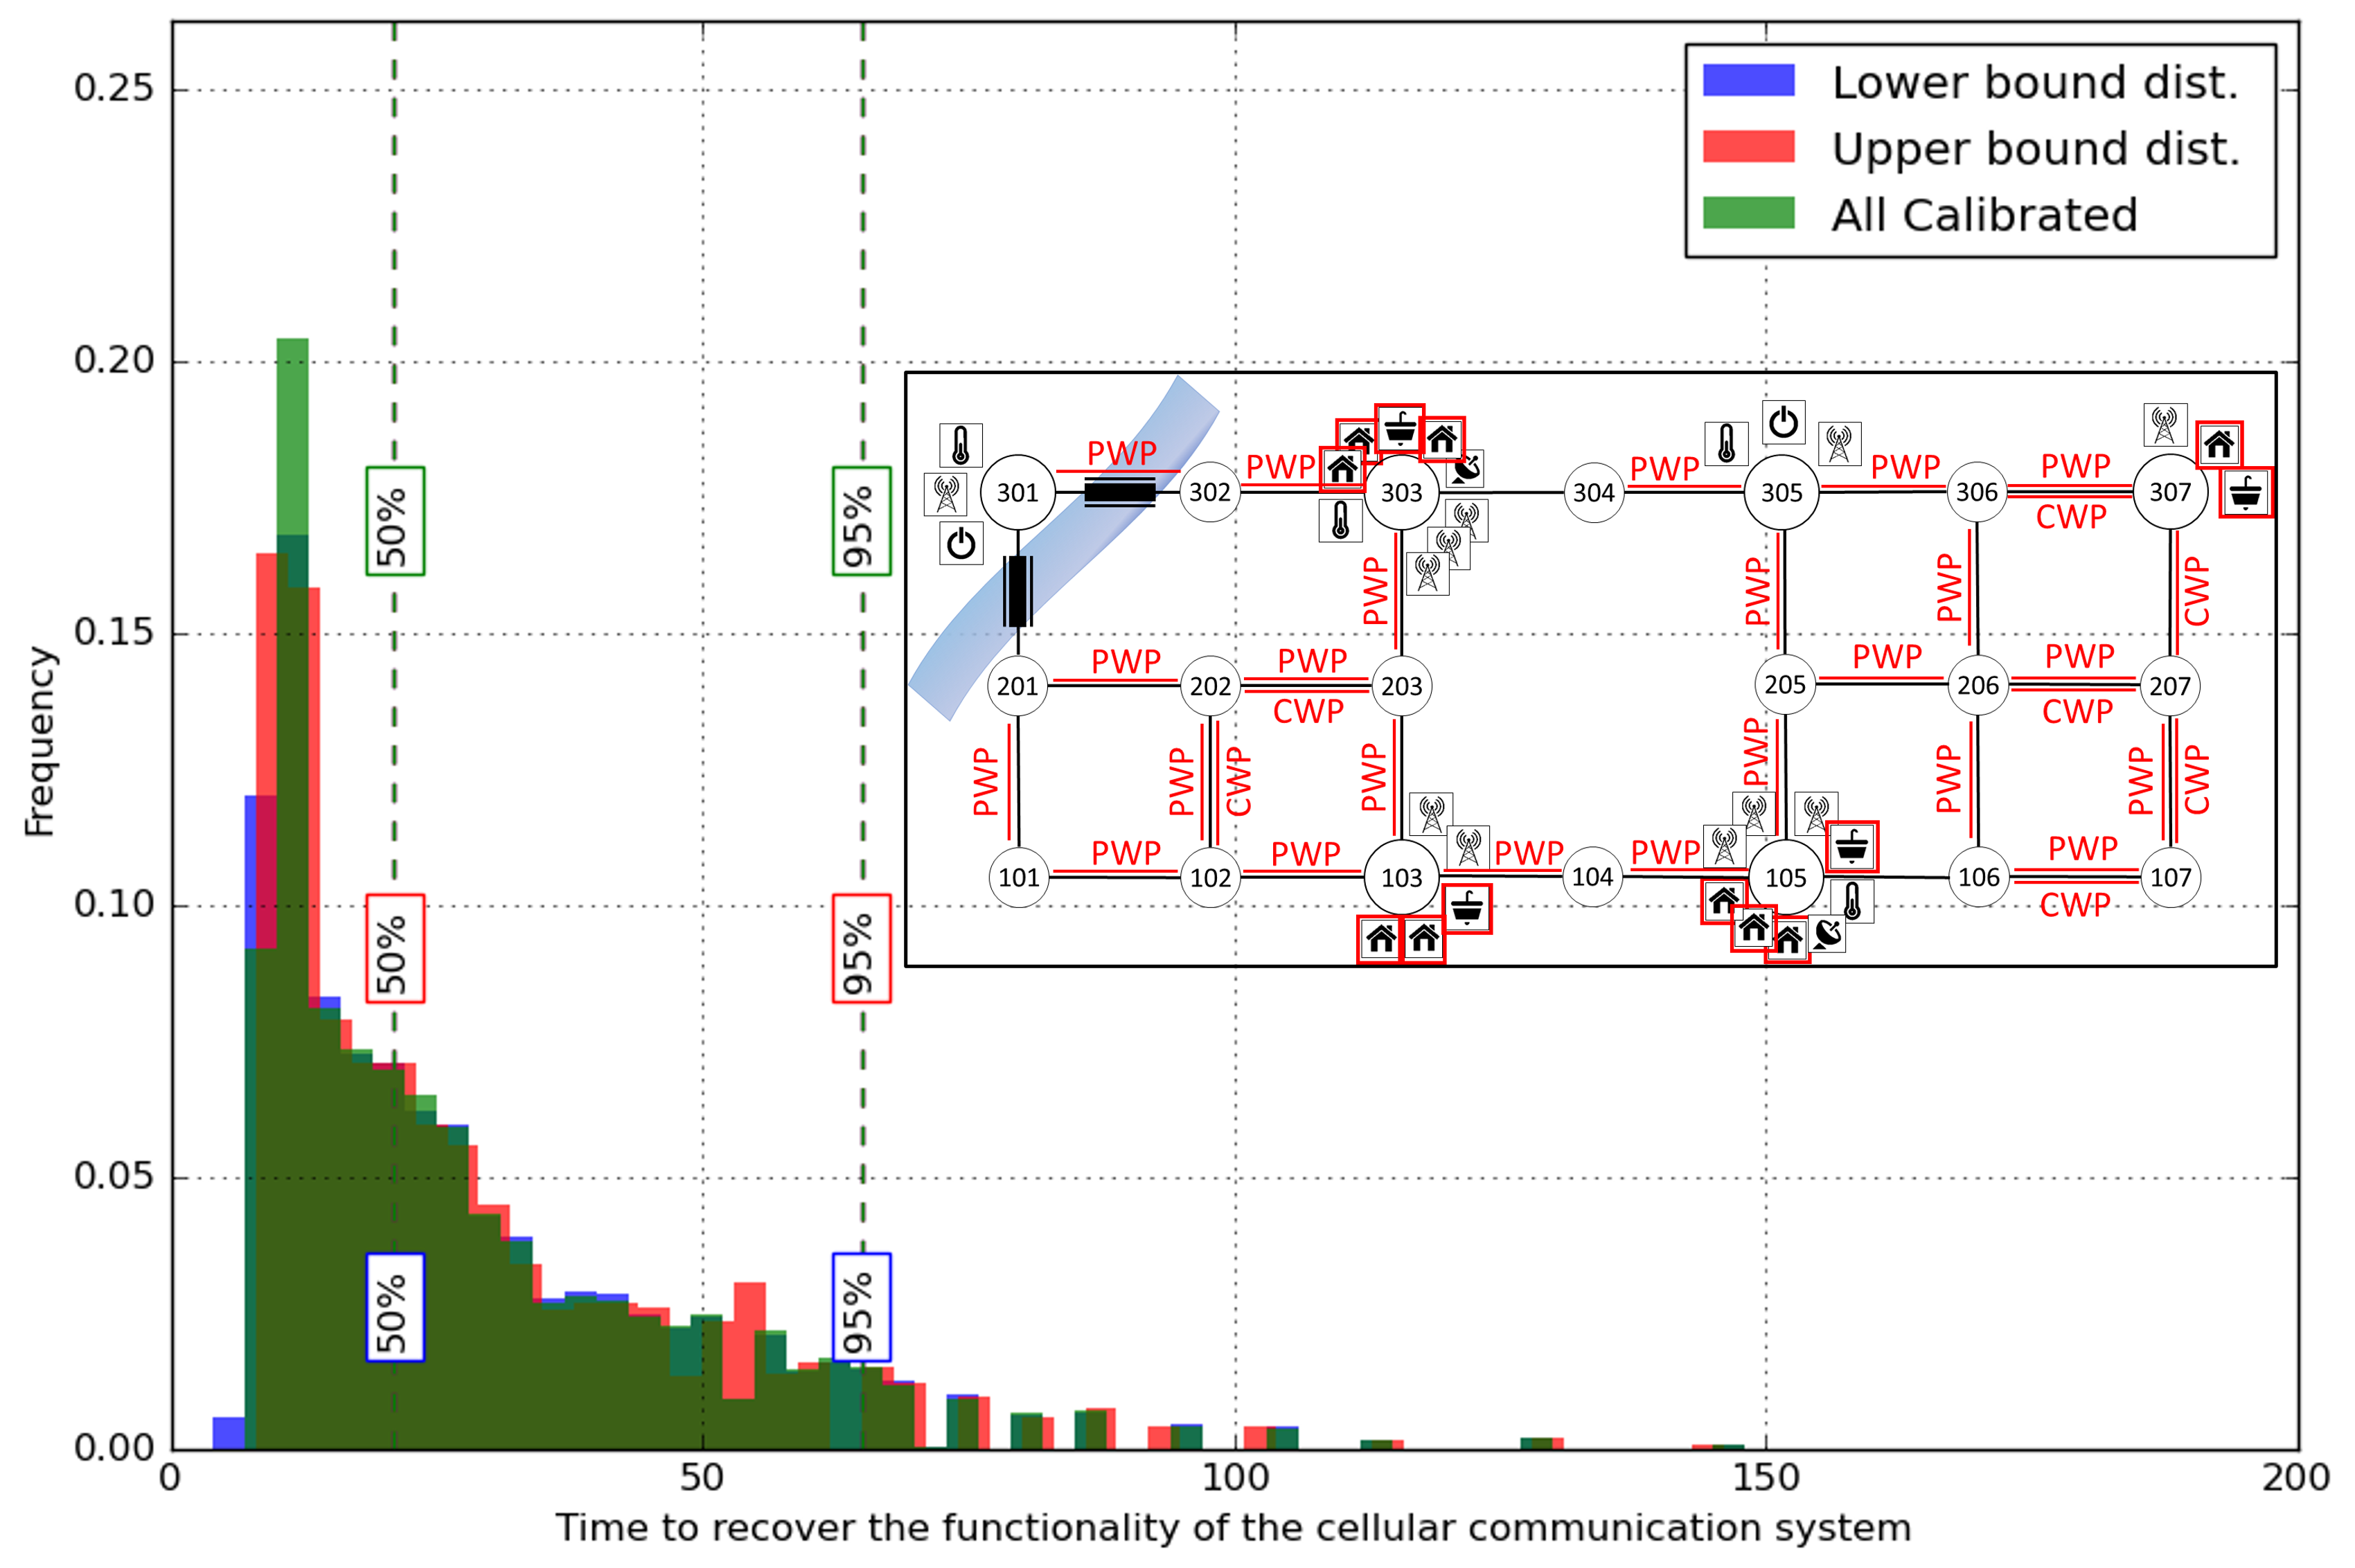 0.25
0.20
0.15
0.10
0.05
0.00
Frequency
0
50
100
150
200
Time to recover the functionality of the cellular communication system
Lower bound dist.
Upper bound dist.
All Calibrated
50%
95%
50%
95%
50%
95%
PWP
PWP
PWP
PWP
PWP
301
302
303
304
305
306
307
CWP
PWP
PWP
PWP
CWP
PWP
PWP
PWP
PWP
201
202
203
205
206
207
CWP
CWP
PWP
PWP
CWP
PWP
PWP
PWP
PWP
CWP
PWP
PWP
PWP
PWP
PWP
101
102
103
104
105
106
107
CWP